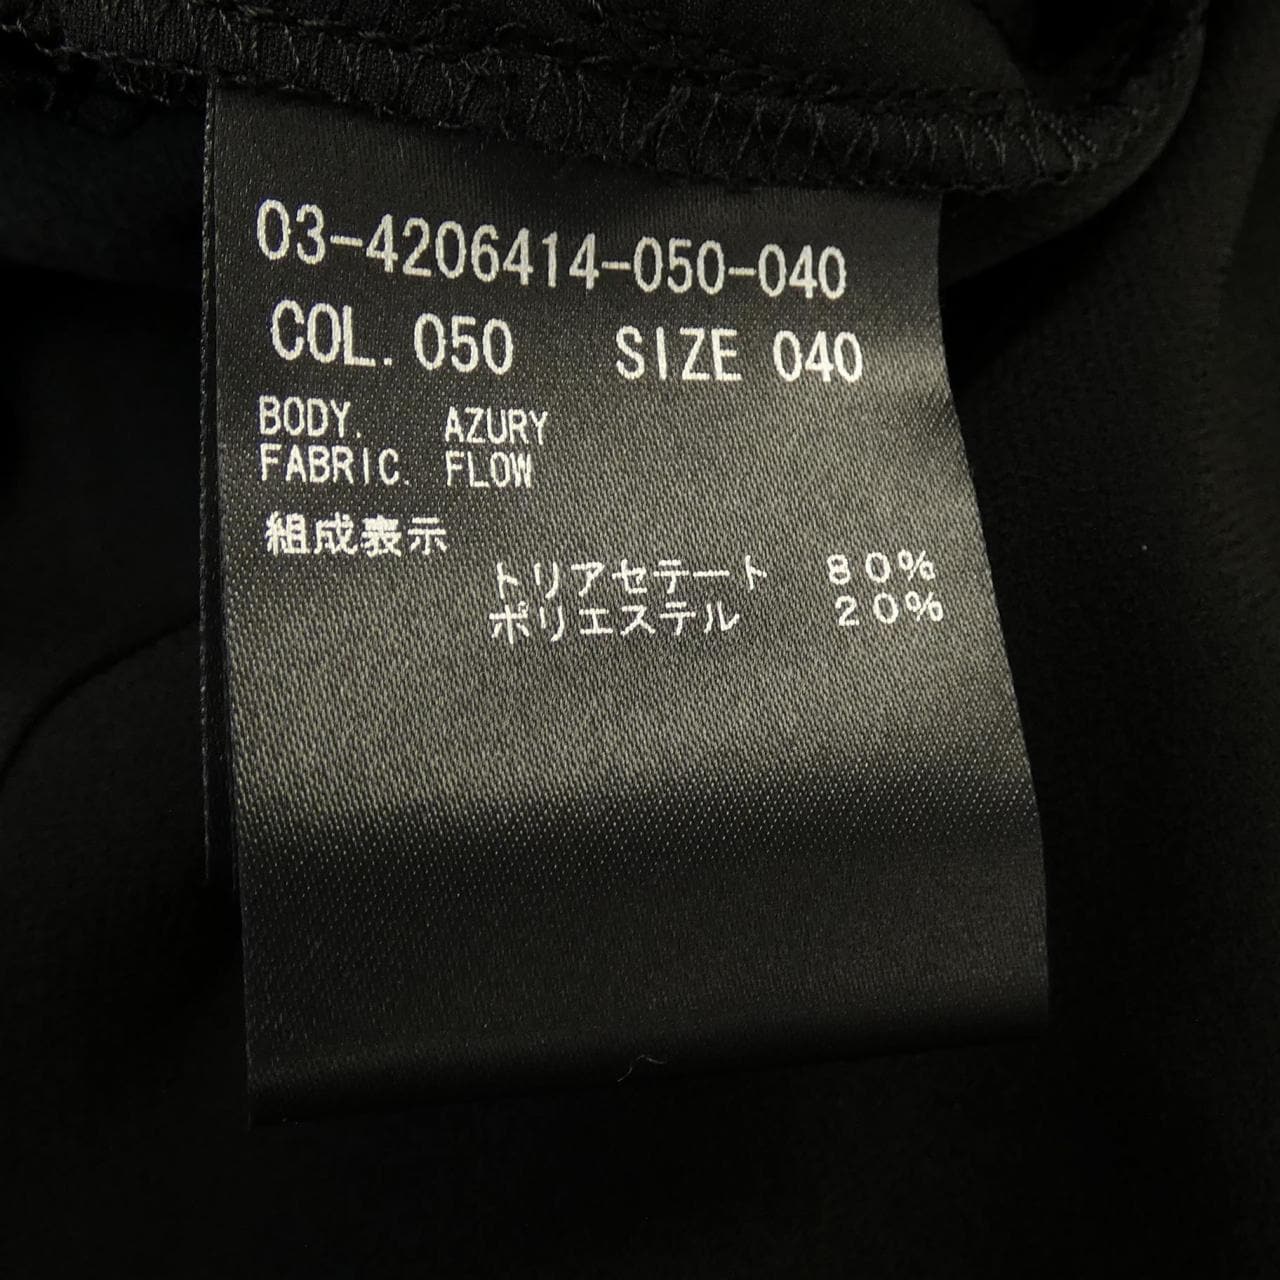 03-4206414-050-040
COL. 050 SIZE 040
BODY. AZURY
FABRIC. FLOW
組成表示
トリアセテート 80%
ポリエステル 20%